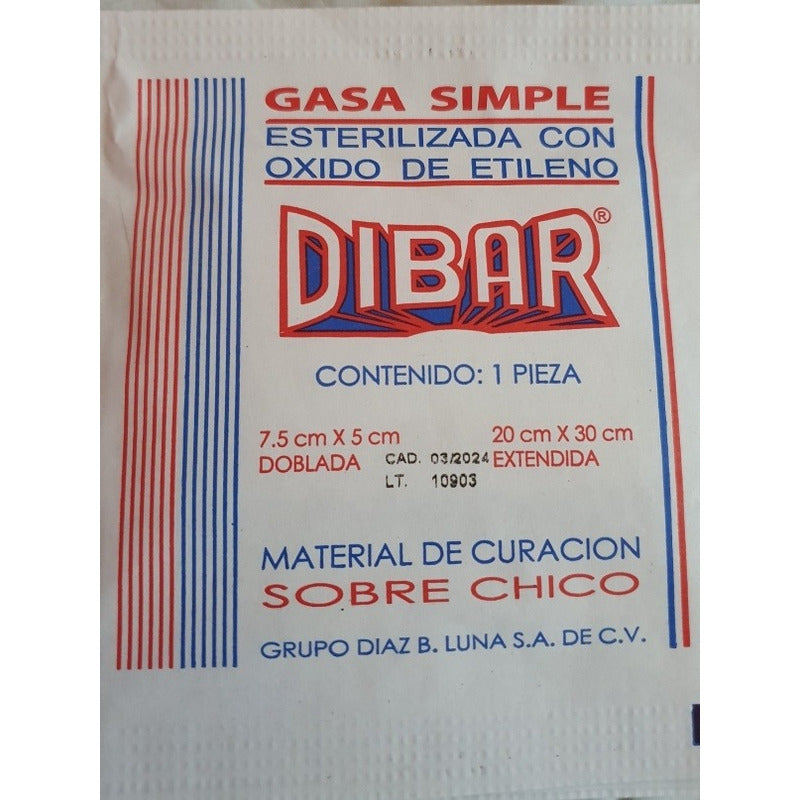 GASA SIMPLE
ESTERILIZADA CON
OXIDO DE ETILENO
DIBAR®
CONTENIDO: 1 PIEZA
7.5 cm X 5 cm 20 cm X 30 cm
DOBLADA CAD. 03/2024 EXTENDIDA
LT. 10903
MATERIAL DE CURACION
SOBRE CHICO
GRUPO DIAZ B. LUNA S.A. DE C.V.